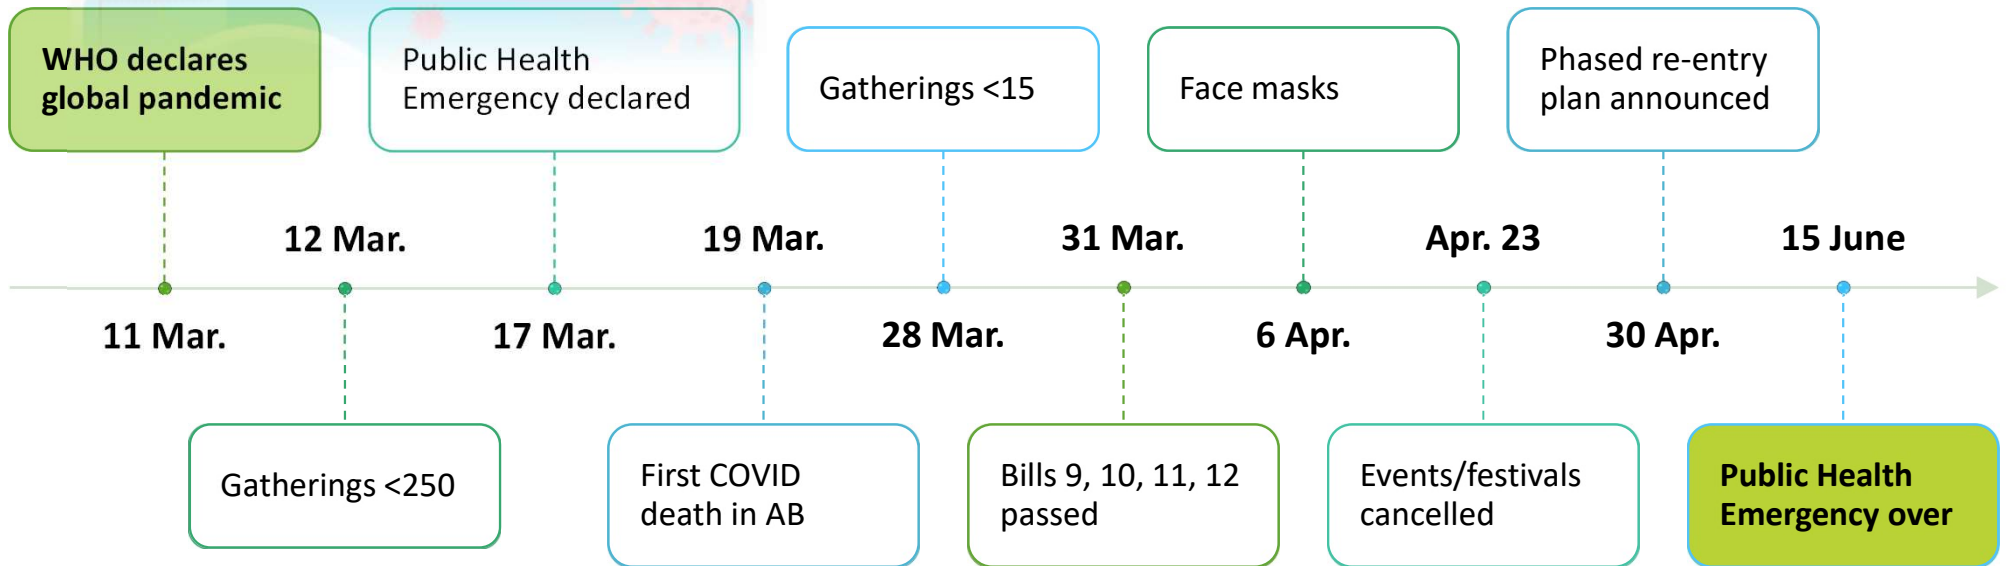 WHO declares
global pandemic
Public Health
Emergency declared
Gatherings <15
Face masks
Phased re-entry
plan announced
12 Mar.
19 Mar.
31 Mar.
Apr. 23
15 June
11 Mar.
17 Mar.
28 Mar.
6 Apr.
30 Apr.
Gatherings <250
First COVID
death in AB
Bills 9, 10, 11, 12
passed
Events/festivals
cancelled
Public Health
Emergency over